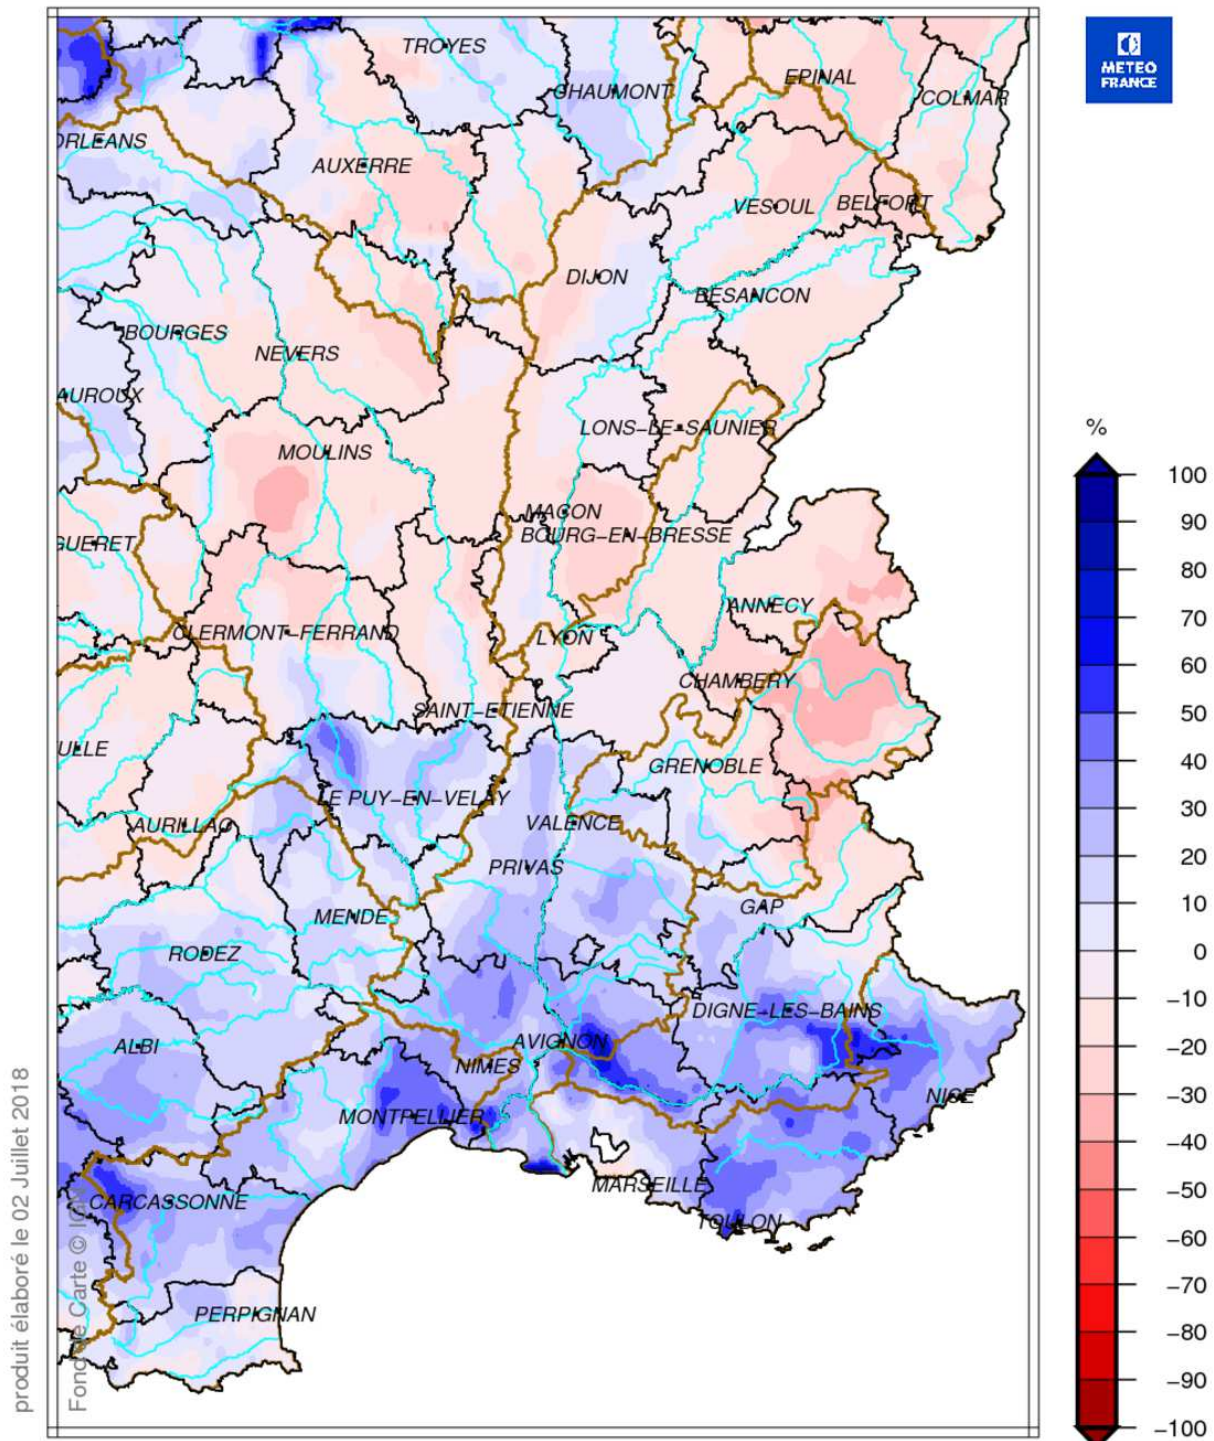 TROYES
CHAUMONT
EPINAL
COLMAR
METEO
FRANCE
ORLEANS
AUXERRE
VESOUL
BELFORT
DIJON
BESANCON
BOURGES
NEVERS
AUROUX
LONS-LE-SAUNIER
%
MOULINS
100
MACON
90
GUERET
BOURG-EN-BRESSE
80
ANNECY
70
CLERMONT-FERRAND
LYON
60
CHAMBERY
50
SAINT-ETIENNE
ULLE
40
GRENOBLE
LE PUY-EN-VELAY
30
AURILLAC
VALENCE
20
PRIVAS
10
MENDE
GAP
0
RODEZ
-10
DIGNE-LES-BAINS
ALBI
AVIGNON
-20
NIMES
-30
NICE
MONTPELLIER
-40
MARSEILLE
-50
CARCASSONNE
TOULON
-60
-70
PERPIGNAN
-80
-90
-100
produit élaboré le 02 Juillet 2018
Fond de Carte © IGN